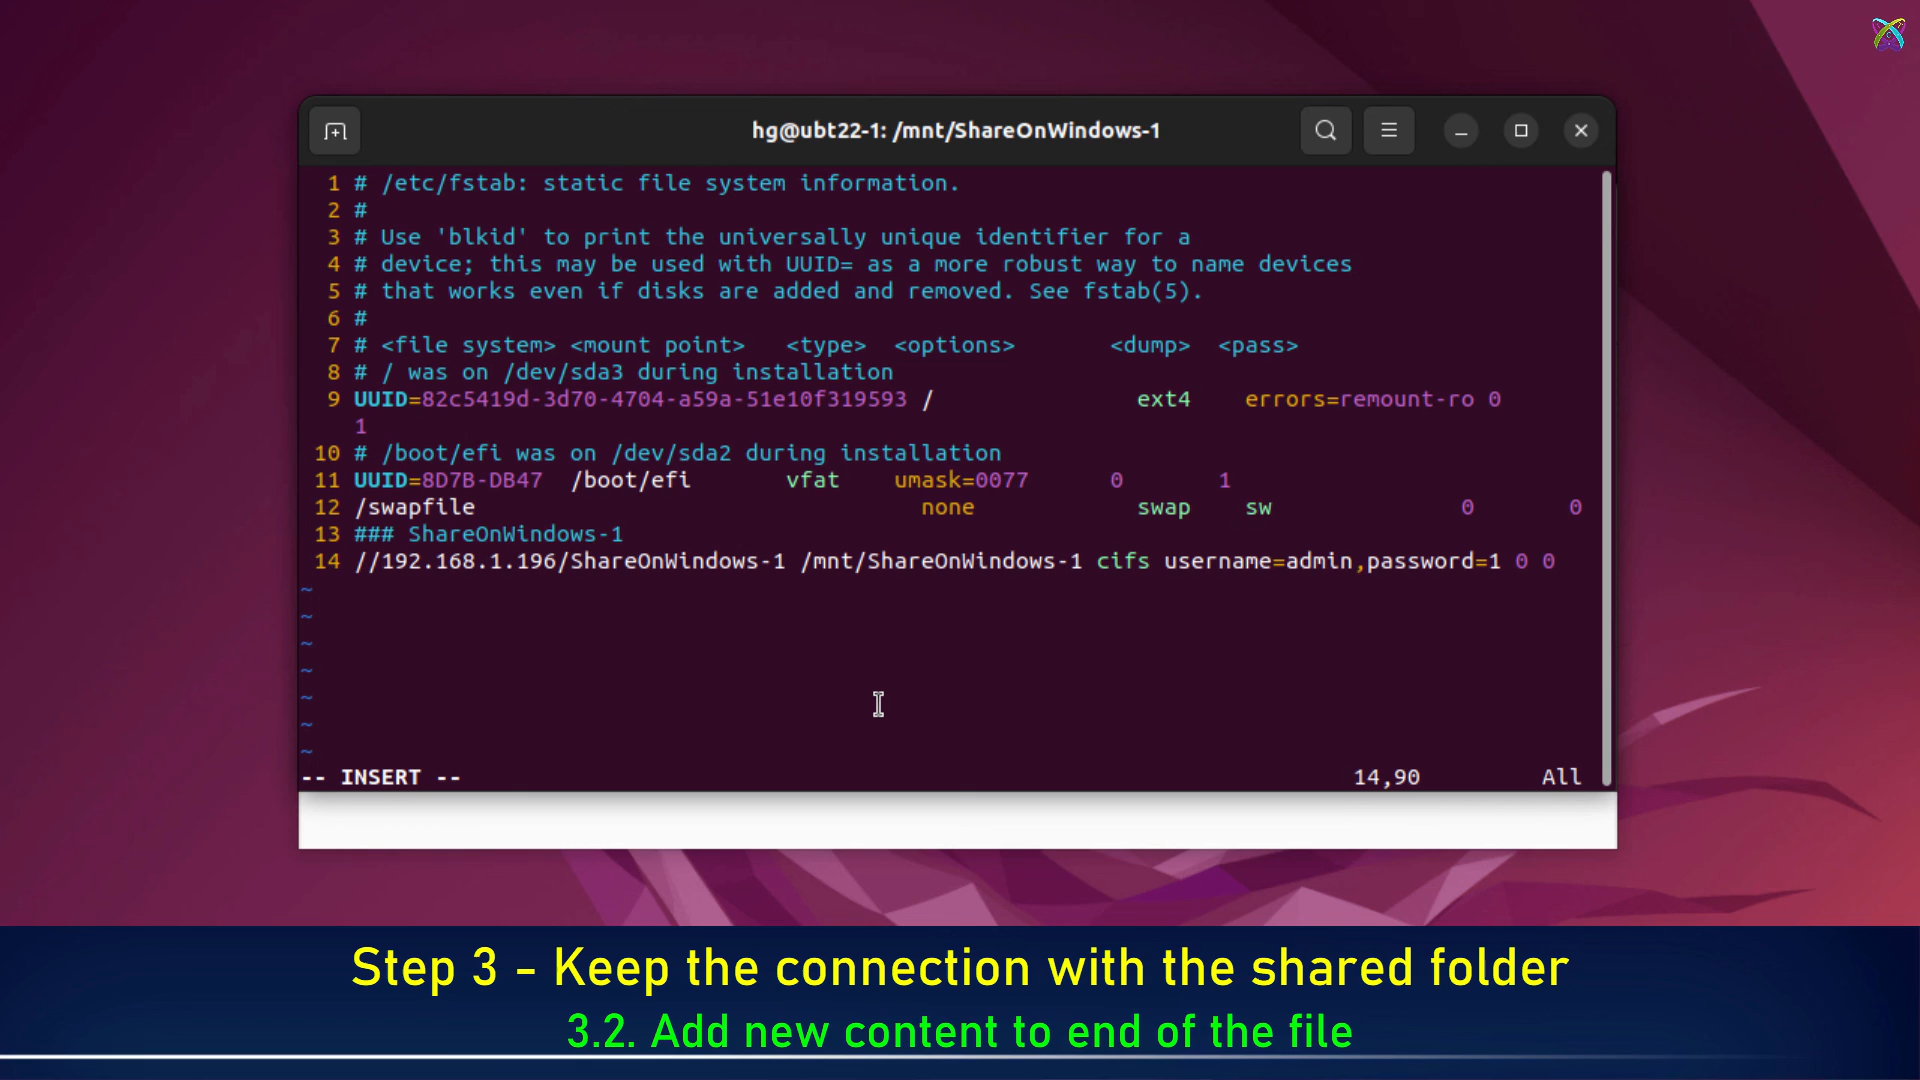 hg@ubt22-1: /mnt/ShareOnWindows-1
1 # /etc/fstab: static file system information.
2 #
3 # Use 'blkid' to print the universally unique identifier for a
4 # device; this may be used with UUID= as a more robust way to name devices
5 # that works even if disks are added and removed. See fstab(5).
6 #
7 # <file system> <mount point>   <type>  <options>       <dump>  <pass>
8 # / was on /dev/sda3 during installation
9 UUID=82c5419d-3d70-4704-a59a-51e10f319593 /               ext4    errors=remount-ro 0
1
10 # /boot/efi was on /dev/sda2 during installation
11 UUID=8D7B-DB47  /boot/efi       vfat    umask=0077      0       1
12 /swapfile                                 none            swap    sw              0       0
13 ### ShareOnWindows-1
14 //192.168.1.196/ShareOnWindows-1 /mnt/ShareOnWindows-1 cifs username=admin,password=1 0 0
~
~
~
~
~
~
~
-- INSERT --                                                                  14,90         All
Step 3 - Keep the connection with the shared folder
3.2. Add new content to end of the file